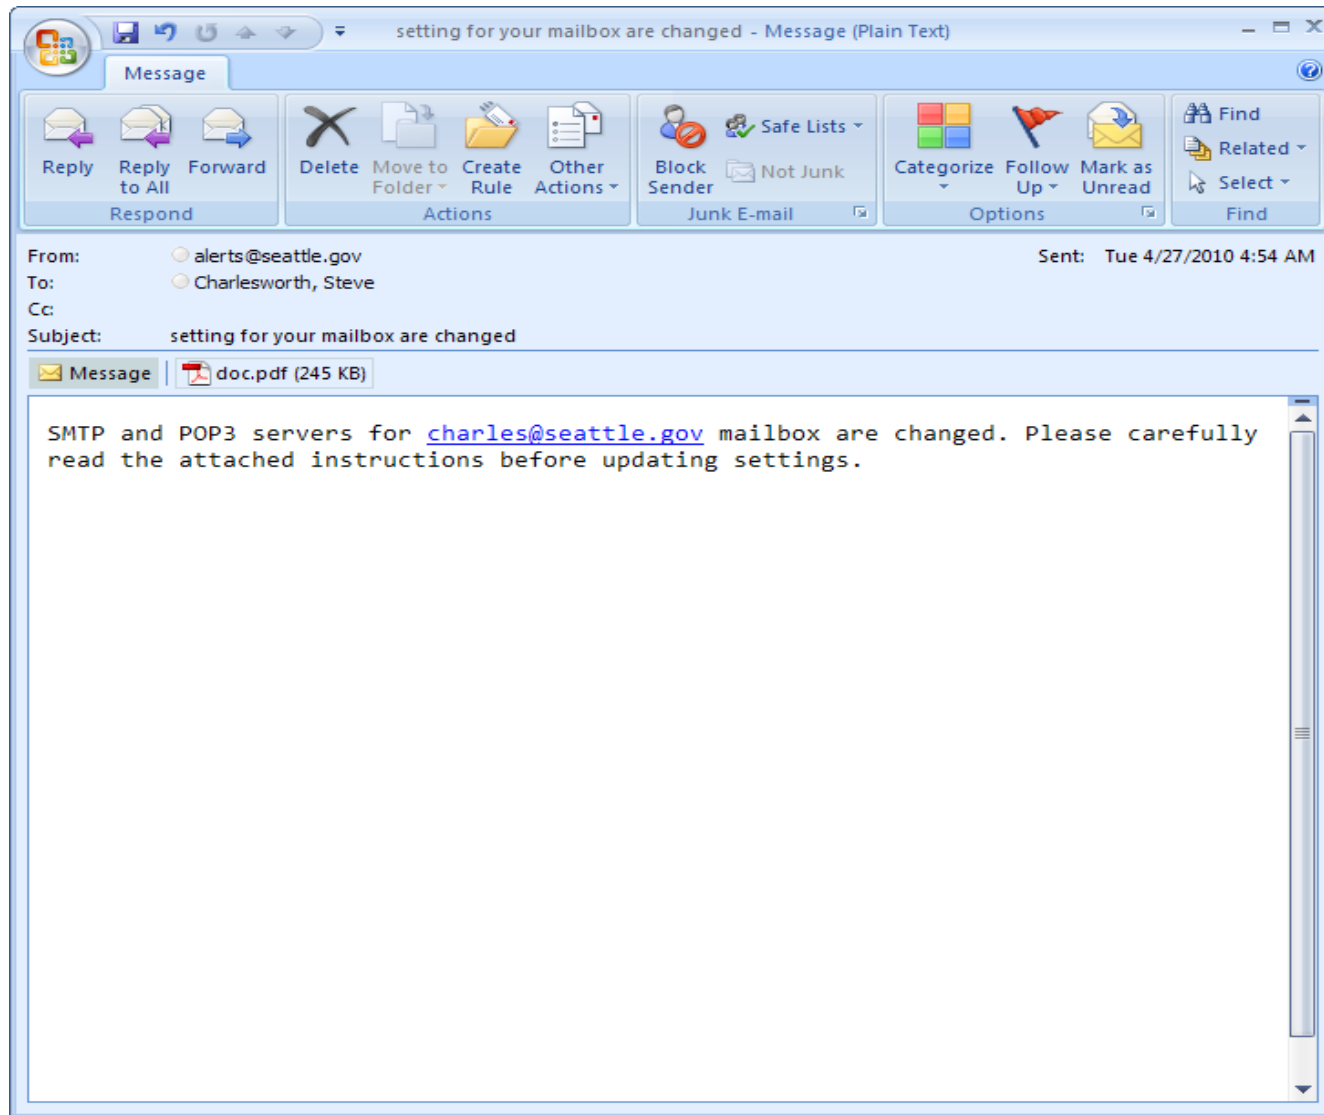 setting for your mailbox are changed - Message (Plain Text)
Message
Reply
Reply to All
Forward
Respond
Delete
Move to Folder
Create Rule
Other Actions
Actions
Block Sender
Safe Lists
Not Junk
Junk E-mail
Categorize
Follow Up
Mark as Unread
Options
Find
Related
Select
Find
From: alerts@seattle.gov Sent: Tue 4/27/2010 4:54 AM
To: Charlesworth, Steve
Cc:
Subject: setting for your mailbox are changed
Message doc.pdf (245 KB)
SMTP and POP3 servers for charles@seattle.gov mailbox are changed. Please carefully
read the attached instructions before updating settings.